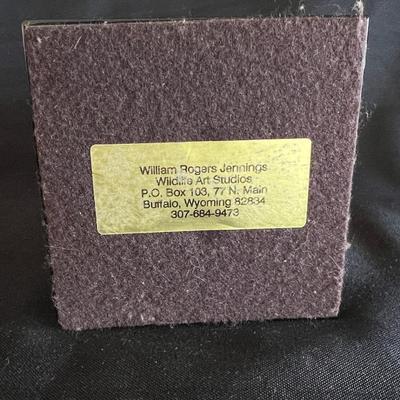 William Rogers Jennings
Wildlife Art Studios
P.O. Box 103, 77 N. Main
Buffalo, Wyoming 82834
307-684-9473